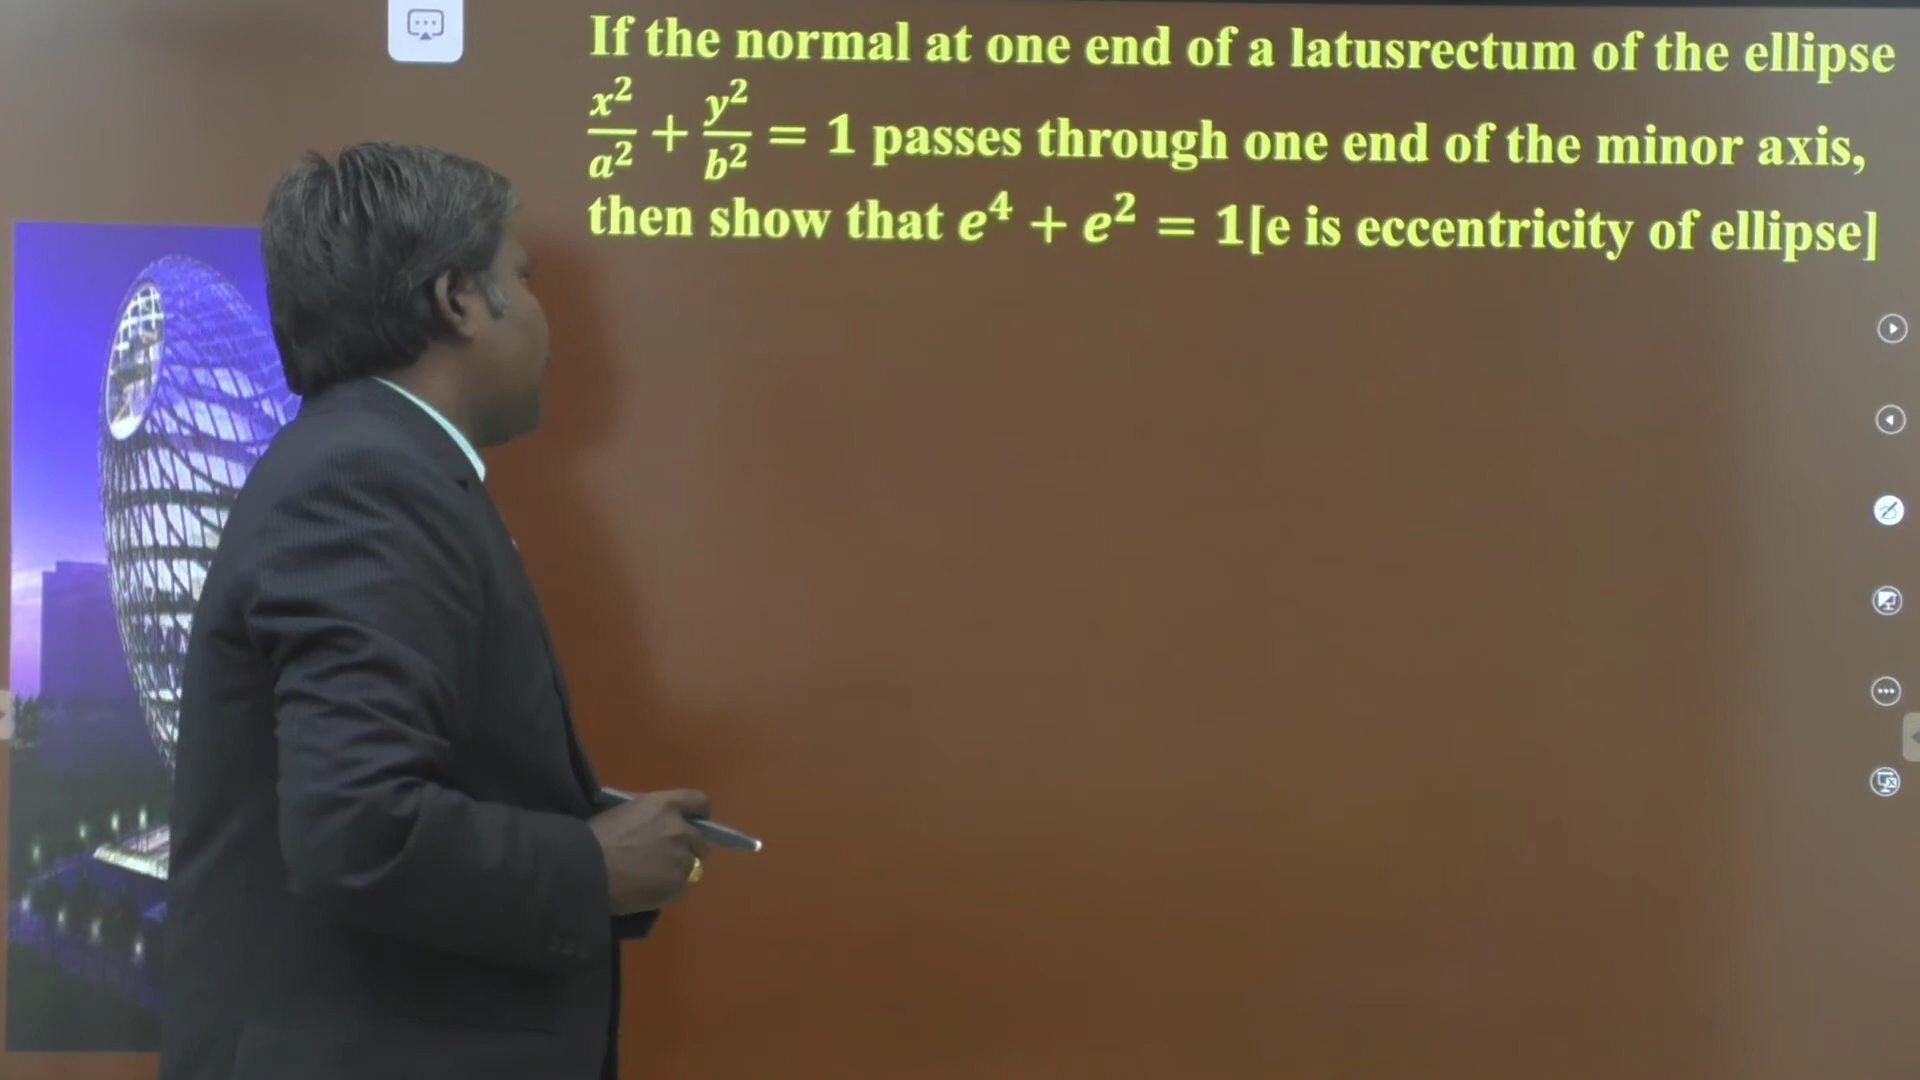 If the normal at one end of a latusrectum of the ellipse
x²/a² + y²/b² = 1 passes through one end of the minor axis,
then show that e⁴ + e² = 1[e is eccentricity of ellipse]